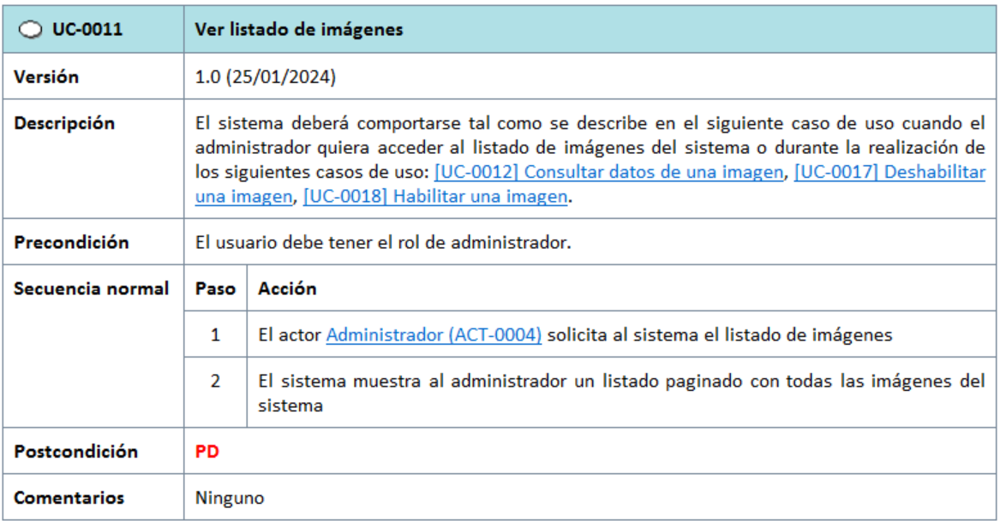 UC-0011 Ver listado de imágenes
Versión 1.0 (25/01/2024)
Descripción El sistema deberá comportarse tal como se describe en el siguiente caso de uso cuando el
administrador quiera acceder al listado de imágenes del sistema o durante la realización de
los siguientes casos de uso: [UC-0012] Consultar datos de una imagen, [UC-0017] Deshabilitar
una imagen, [UC-0018] Habilitar una imagen.
Precondición El usuario debe tener el rol de administrador.
Secuencia normal Paso Acción
1 El actor Administrador (ACT-0004) solicita al sistema el listado de imágenes
2 El sistema muestra al administrador un listado paginado con todas las imágenes del
sistema
Postcondición PD
Comentarios Ninguno